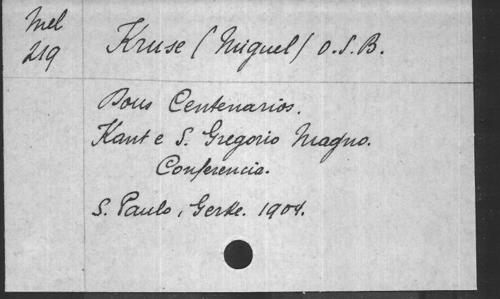 Mel
219
Kruse (Miguel) O.S.B.
Dous Centenarios.
Kant e S. Gregorio Magno.
Conferencia.
S. Paulo, Gerke. 1904.